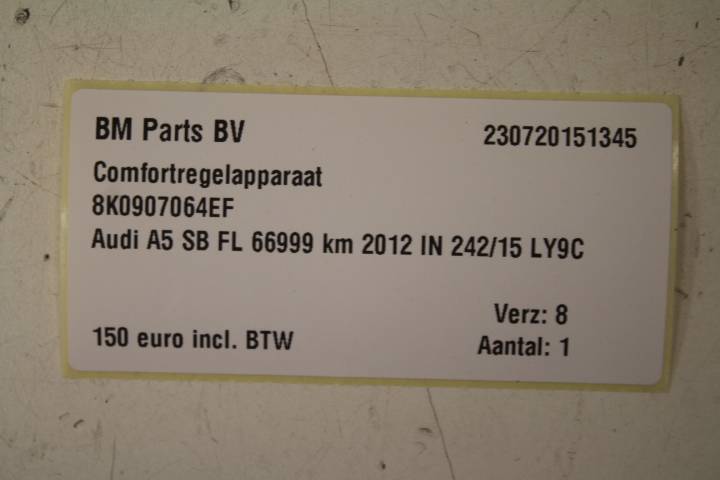 BM Parts BV 230720151345
Comfortregelapparaat
8K0907064EF
Audi A5 SB FL 66999 km 2012 IN 242/15 LY9C
Verz: 8
150 euro incl. BTW Aantal: 1